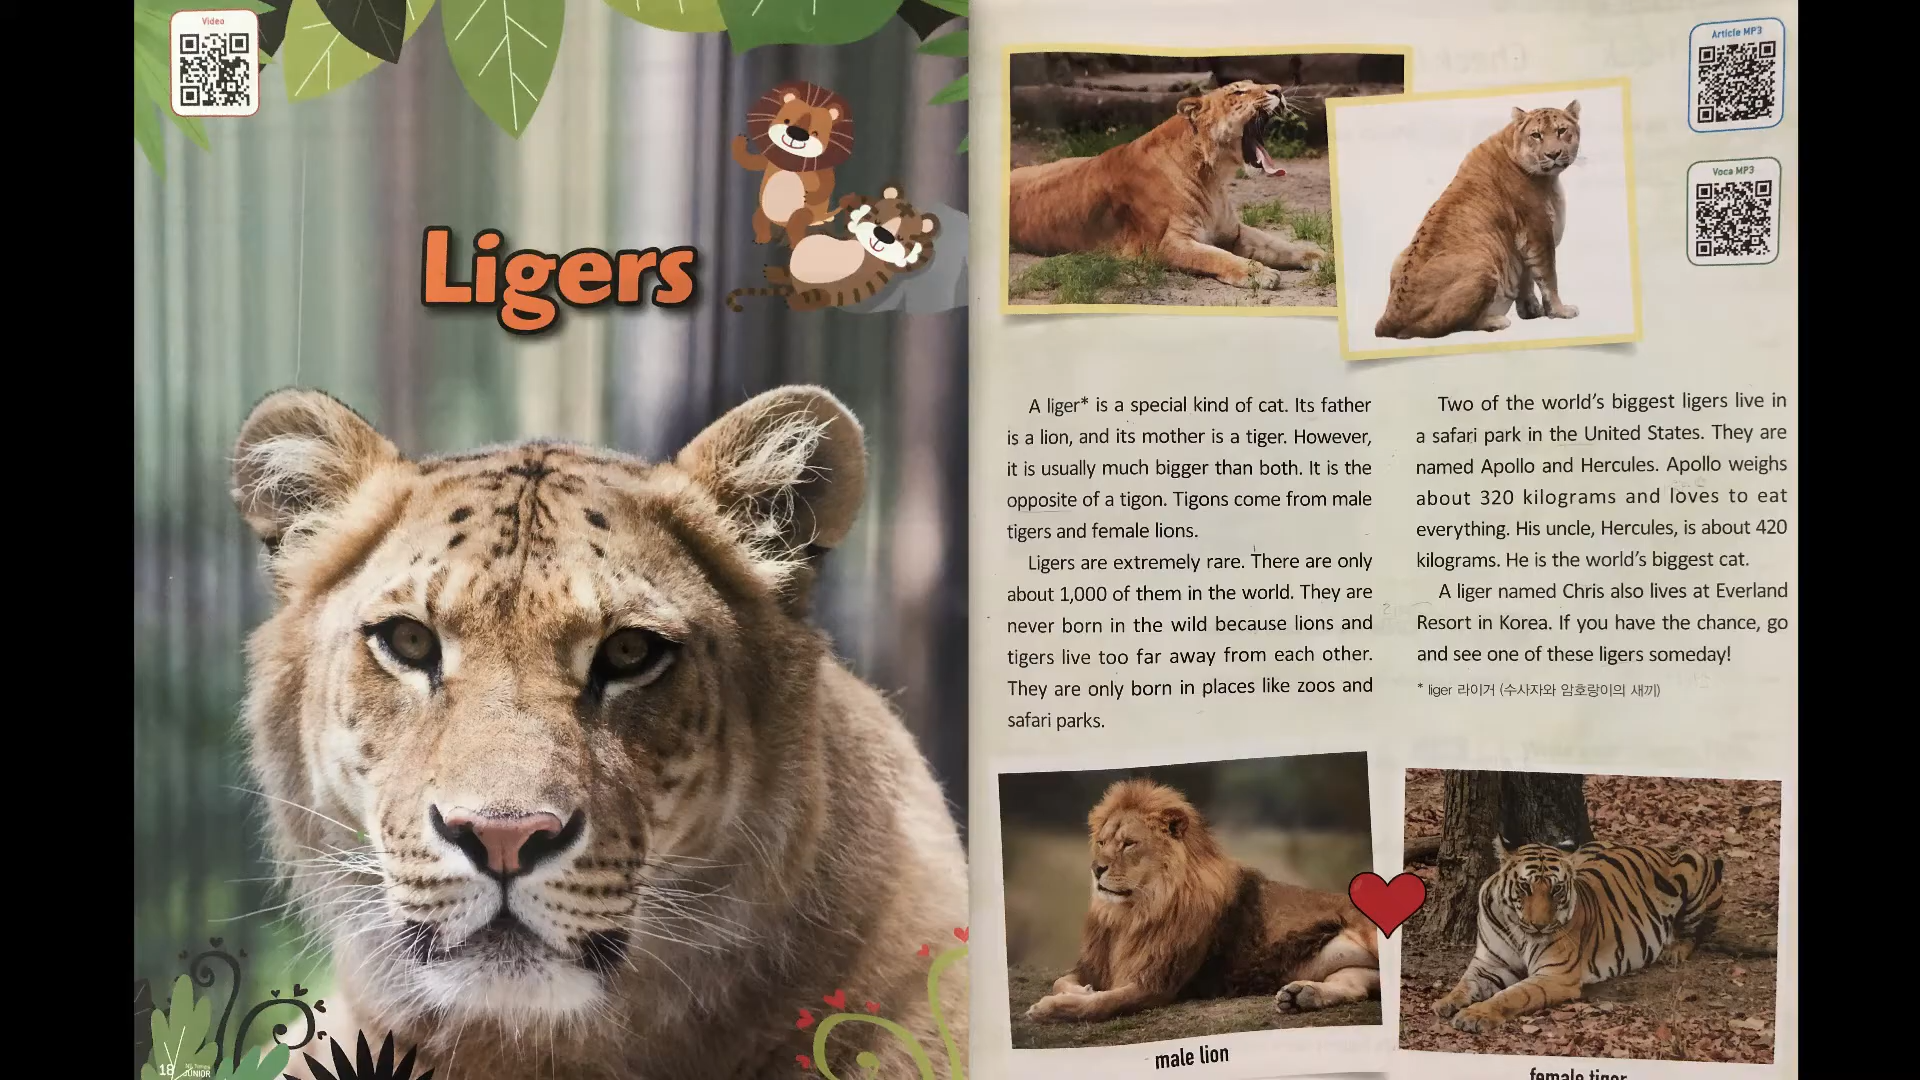 Video
Ligers
Article MP3
Voca MP3
A liger* is a special kind of cat. Its father
is a lion, and its mother is a tiger. However,
it is usually much bigger than both. It is the
opposite of a tigon. Tigons come from male
tigers and female lions.
Ligers are extremely rare. There are only
about 1,000 of them in the world. They are
never born in the wild because lions and
tigers live too far away from each other.
They are only born in places like zoos and
safari parks.
Two of the world's biggest ligers live in
a safari park in the United States. They are
named Apollo and Hercules. Apollo weighs
about 320 kilograms and loves to eat
everything. His uncle, Hercules, is about 420
kilograms. He is the world's biggest cat.
A liger named Chris also lives at Everland
Resort in Korea. If you have the chance, go
and see one of these ligers someday!
* liger 라이거 (수사자와 암호랑이의 새끼)
male lion
female tiger
18
JUNIOR